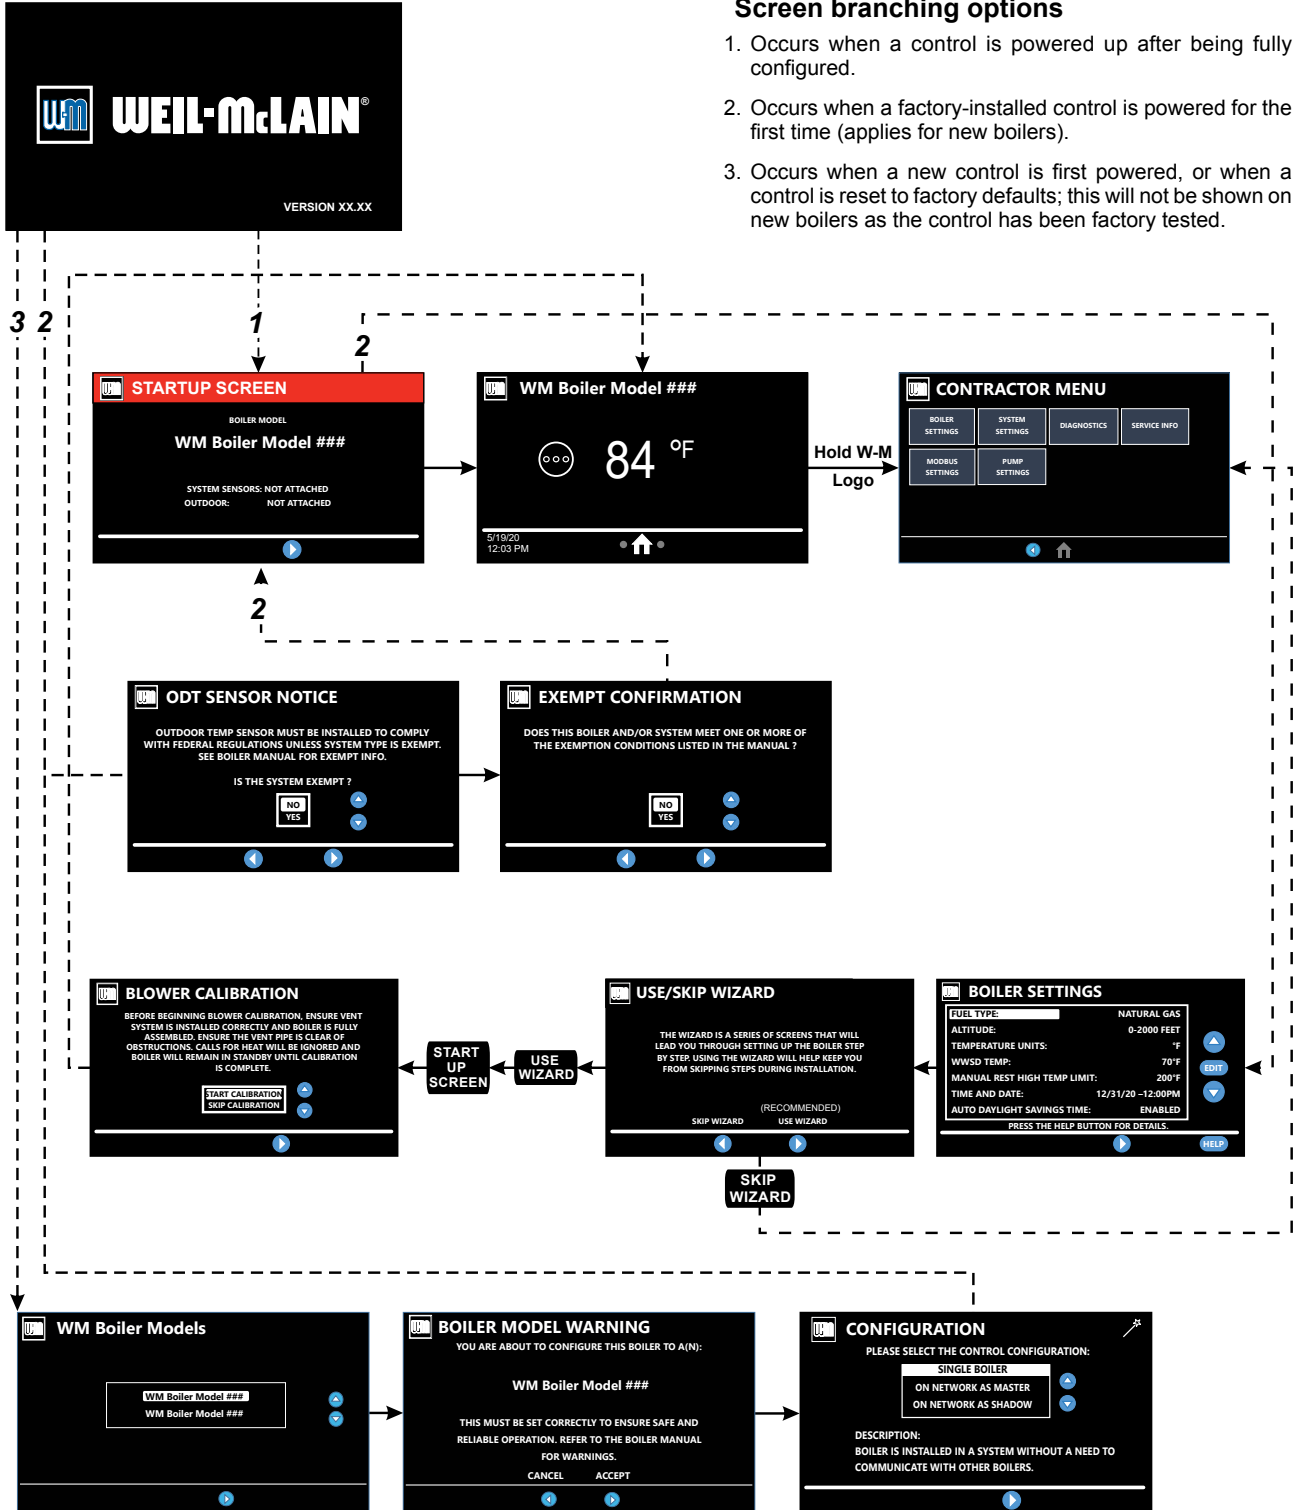 Screen branching options
1. Occurs when a control is powered up after being fully
configured.
2. Occurs when a factory-installed control is powered for the
first time (applies for new boilers).
3. Occurs when a new control is first powered, or when a
control is reset to factory defaults; this will not be shown on
new boilers as the control has been factory tested.
W-M WEIL-McLAIN®
VERSION XX.XX
3 2
1
2
STARTUP SCREEN
BOILER MODEL
WM Boiler Model ###
SYSTEM SENSORS: NOT ATTACHED
OUTDOOR: NOT ATTACHED
WM Boiler Model ###
84 °F
5/19/20
12:03 PM
Hold W-M
Logo
CONTRACTOR MENU
BOILER
SETTINGS
SYSTEM
SETTINGS
DIAGNOSTICS
SERVICE INFO
MODBUS
SETTINGS
PUMP
SETTINGS
2
ODT SENSOR NOTICE
OUTDOOR TEMP SENSOR MUST BE INSTALLED TO COMPLY
WITH FEDERAL REGULATIONS UNLESS SYSTEM TYPE IS EXEMPT.
SEE BOILER MANUAL FOR EXEMPT INFO.
IS THE SYSTEM EXEMPT ?
NO
YES
EXEMPT CONFIRMATION
DOES THIS BOILER AND/OR SYSTEM MEET ONE OR MORE OF
THE EXEMPTION CONDITIONS LISTED IN THE MANUAL ?
NO
YES
BLOWER CALIBRATION
BEFORE BEGINNING BLOWER CALIBRATION, ENSURE VENT
SYSTEM IS INSTALLED CORRECTLY AND BOILER IS FULLY
ASSEMBLED. ENSURE THE VENT PIPE IS CLEAR OF
OBSTRUCTIONS. CALLS FOR HEAT WILL BE IGNORED AND
BOILER WILL REMAIN IN STANDBY UNTIL CALIBRATION
IS COMPLETE.
START CALIBRATION
SKIP CALIBRATION
START
UP
SCREEN
USE
WIZARD
USE/SKIP WIZARD
THE WIZARD IS A SERIES OF SCREENS THAT WILL
LEAD YOU THROUGH SETTING UP THE BOILER STEP
BY STEP. USING THE WIZARD WILL HELP KEEP YOU
FROM SKIPPING STEPS DURING INSTALLATION.
(RECOMMENDED)
SKIP WIZARD USE WIZARD
SKIP
WIZARD
BOILER SETTINGS
FUEL TYPE: NATURAL GAS
ALTITUDE: 0-2000 FEET
TEMPERATURE UNITS: °F
WWSD TEMP: 70°F
MANUAL REST HIGH TEMP LIMIT: 200°F
TIME AND DATE: 12/31/20 –12:00PM
AUTO DAYLIGHT SAVINGS TIME: ENABLED
PRESS THE HELP BUTTON FOR DETAILS.
EDIT
HELP
WM Boiler Models
WM Boiler Model ###
WM Boiler Model ###
BOILER MODEL WARNING
YOU ARE ABOUT TO CONFIGURE THIS BOILER TO A(N):
WM Boiler Model ###
THIS MUST BE SET CORRECTLY TO ENSURE SAFE AND
RELIABLE OPERATION. REFER TO THE BOILER MANUAL
FOR WARNINGS.
CANCEL ACCEPT
CONFIGURATION
PLEASE SELECT THE CONTROL CONFIGURATION:
SINGLE BOILER
ON NETWORK AS MASTER
ON NETWORK AS SHADOW
DESCRIPTION:
BOILER IS INSTALLED IN A SYSTEM WITHOUT A NEED TO
COMMUNICATE WITH OTHER BOILERS.